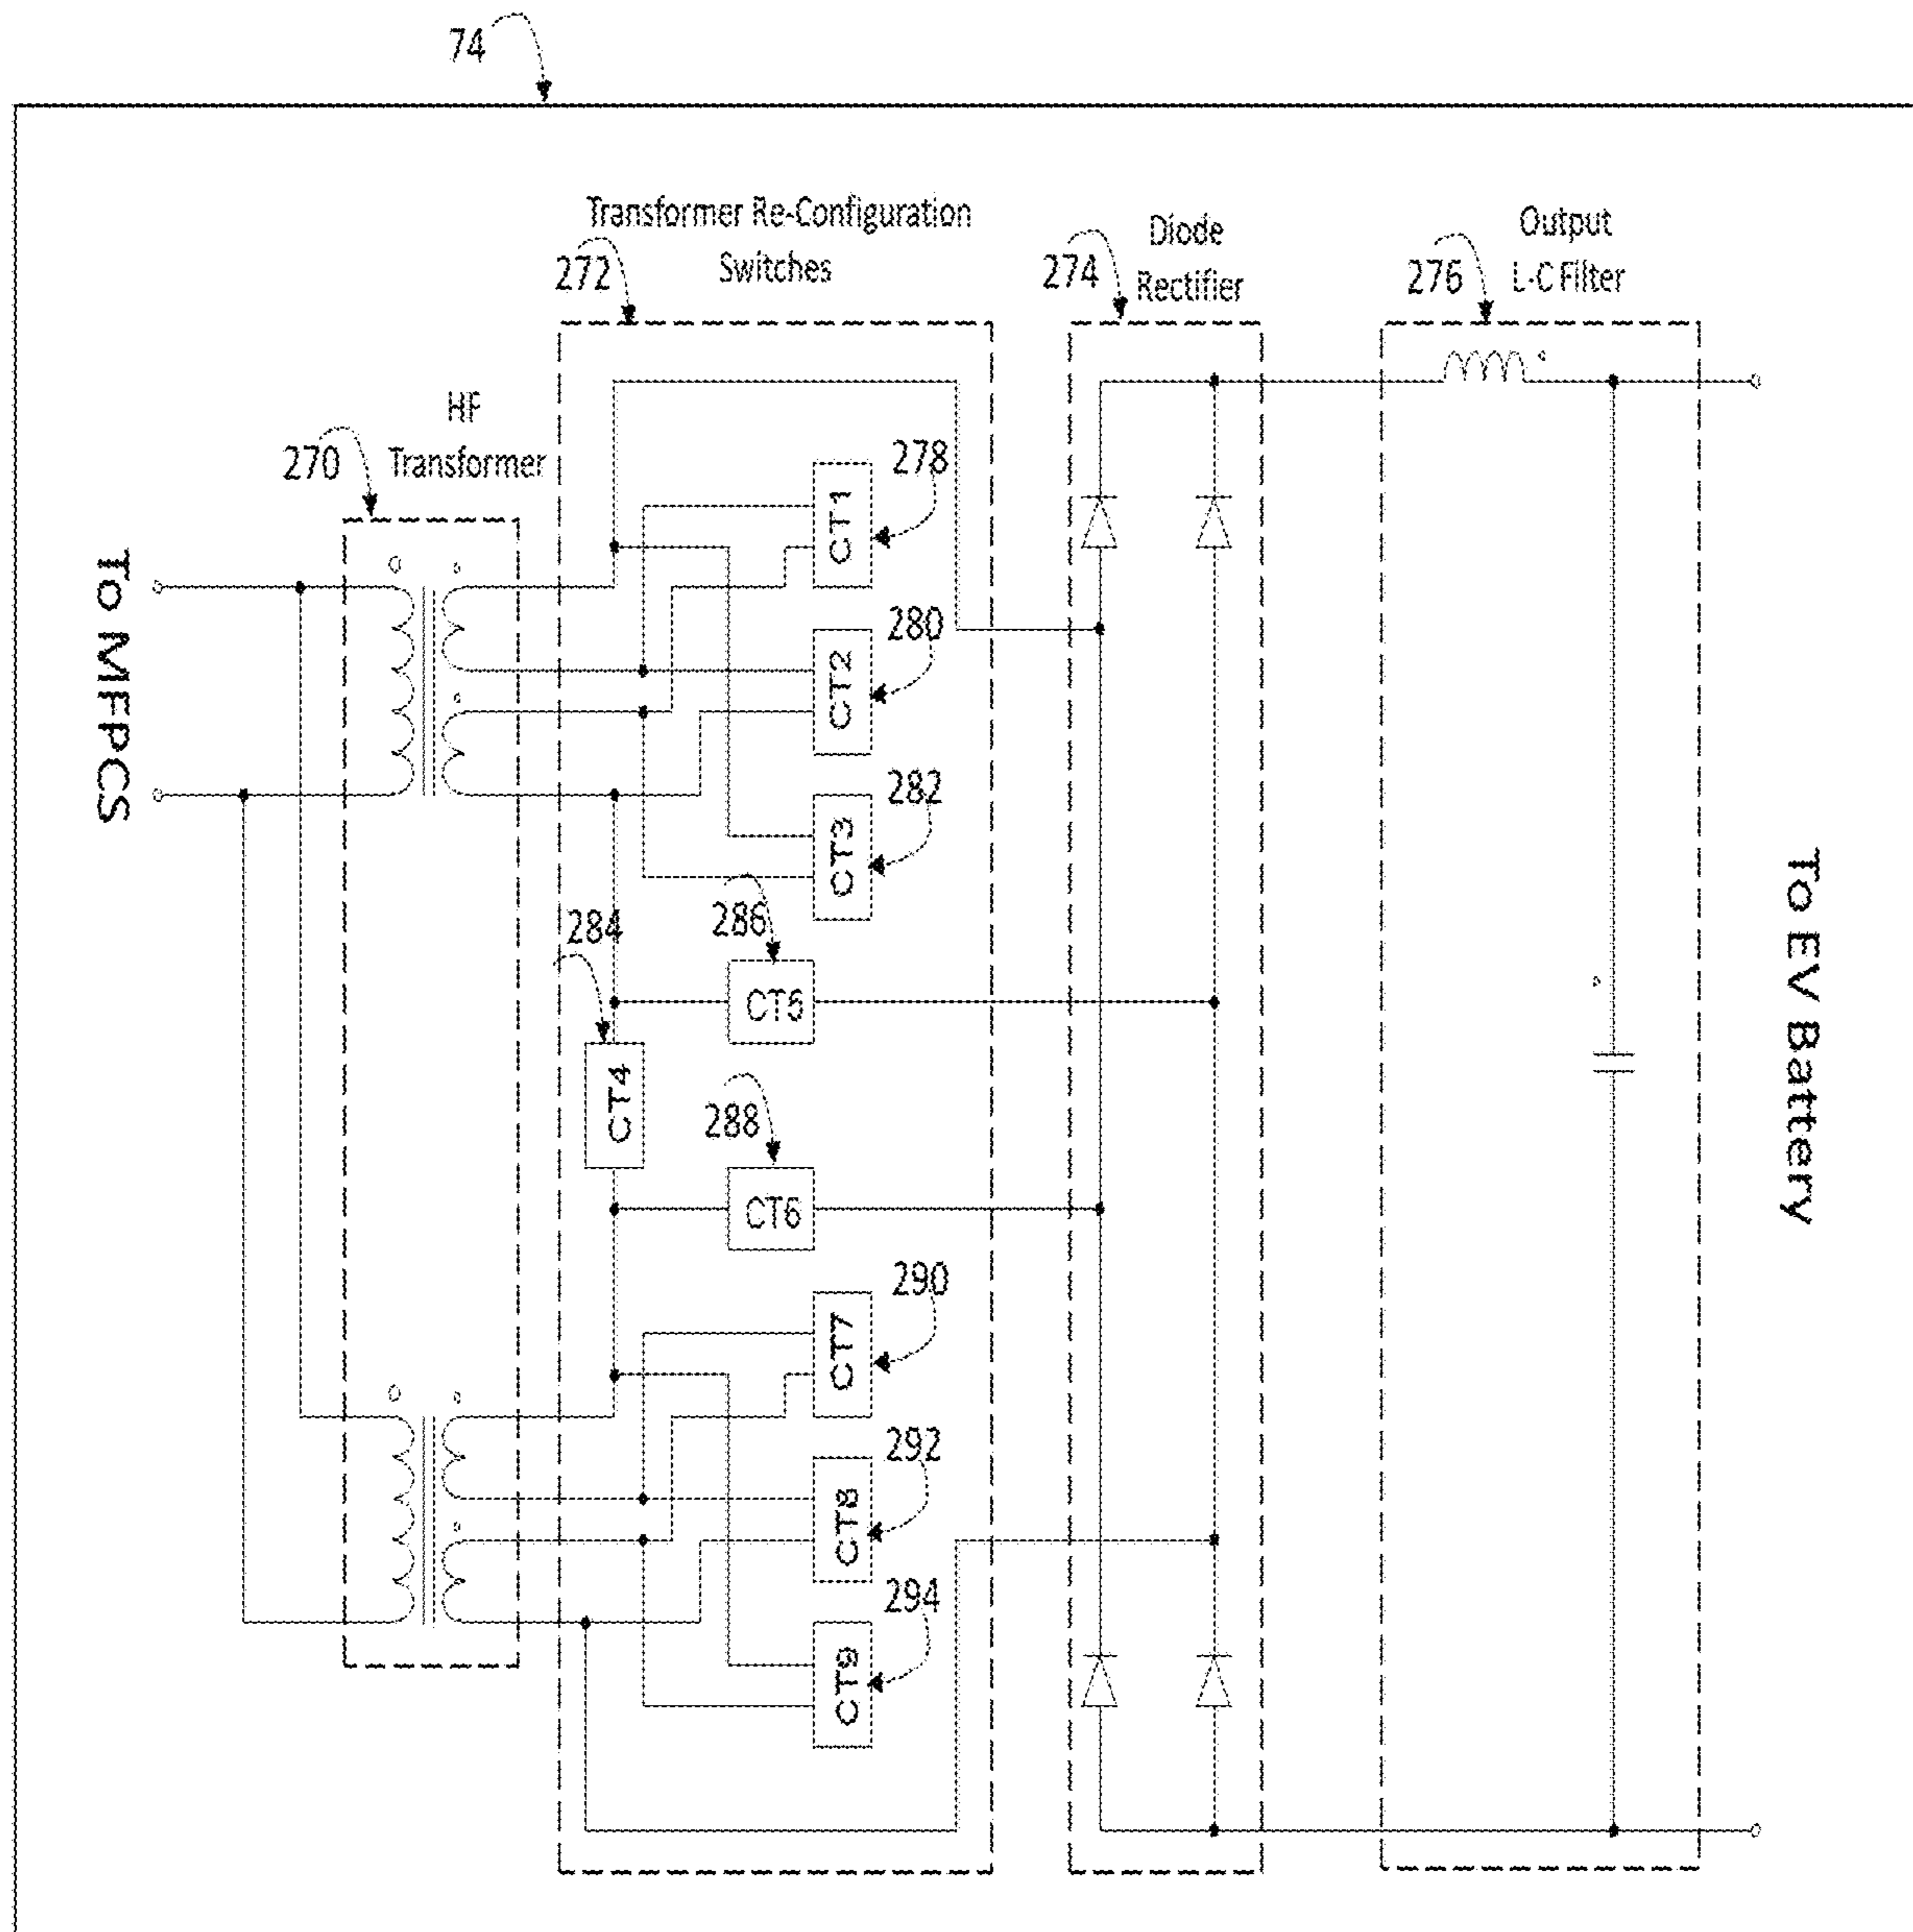 74
Transformer Re-Configuration
Switches
272
Diode
Rectifier
274
Output
L-C Filter
276
HF
Transformer
270
278
CT1
280
CT2
282
CT3
284
286
CT5
CT4
288
CT6
290
CT7
292
CT8
294
CT9
To MFPCS
To EV Battery